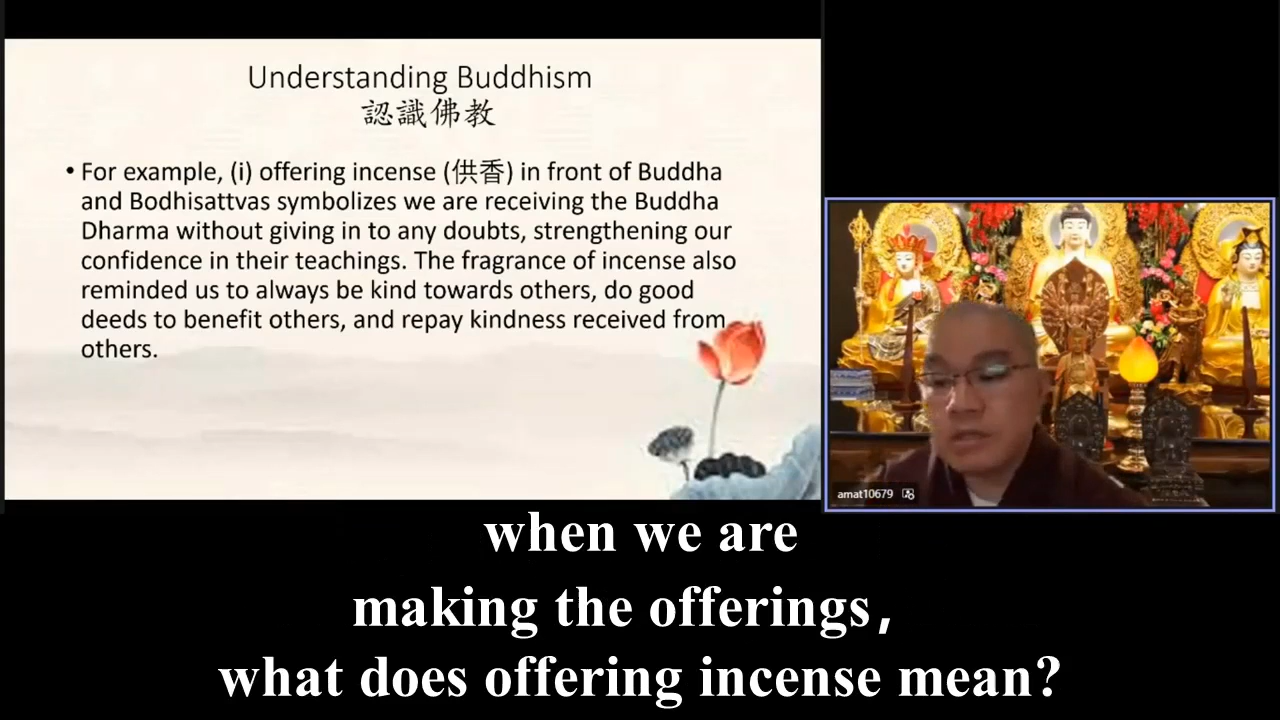 Understanding Buddhism
認識佛教
• For example, (i) offering incense (供香) in front of Buddha
and Bodhisattvas symbolizes we are receiving the Buddha
Dharma without giving in to any doubts, strengthening our
confidence in their teachings. The fragrance of incense also
reminded us to always be kind towards others, do good
deeds to benefit others, and repay kindness received from
others.
amat10679
when we are
making the offerings,
what does offering incense mean?